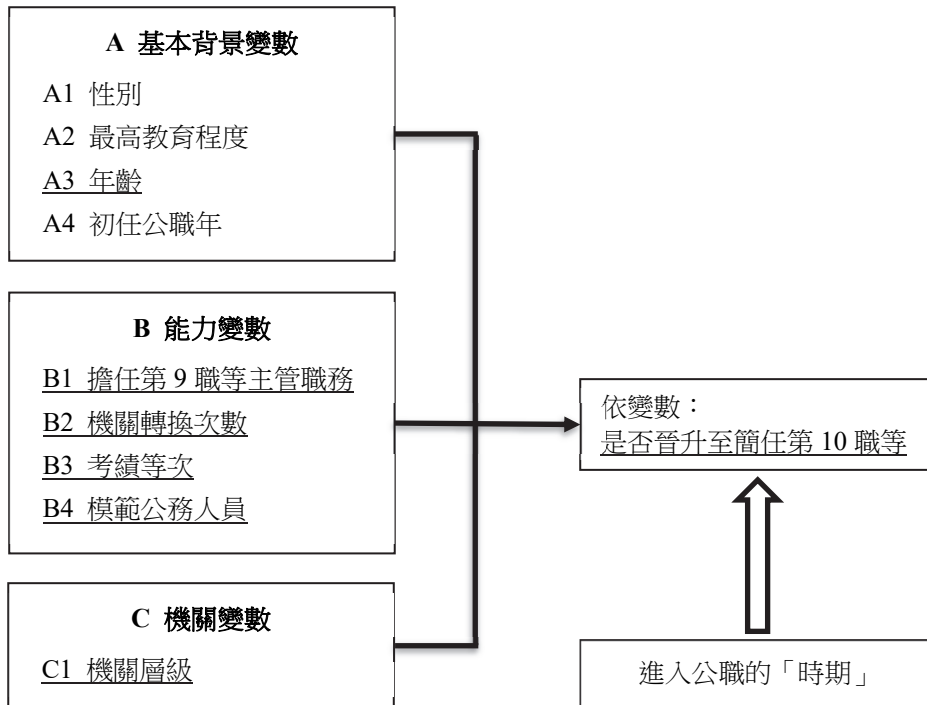 A 基本背景變數
A1 性別
A2 最高教育程度
A3 年齡
A4 初任公職年
B 能力變數
B1 擔任第 9 職等主管職務
B2 機關轉換次數
B3 考績等次
B4 模範公務人員
C 機關變數
C1 機關層級
依變數：
是否晉升至簡任第 10 職等
進入公職的「時期」